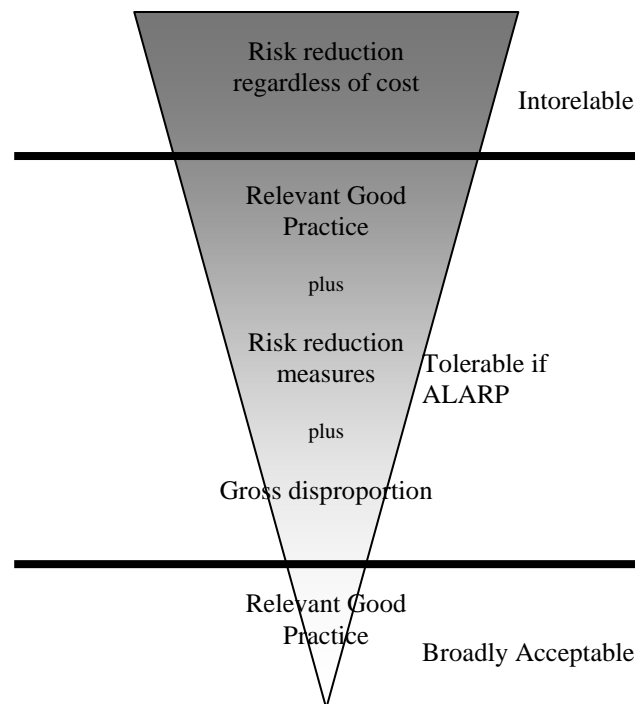 Risk reduction
regardless of cost
Intorelable
Relevant Good
Practice
plus
Risk reduction
measures
Tolerable if
ALARP
plus
Gross disproportion
Relevant Good
Practice
Broadly Acceptable